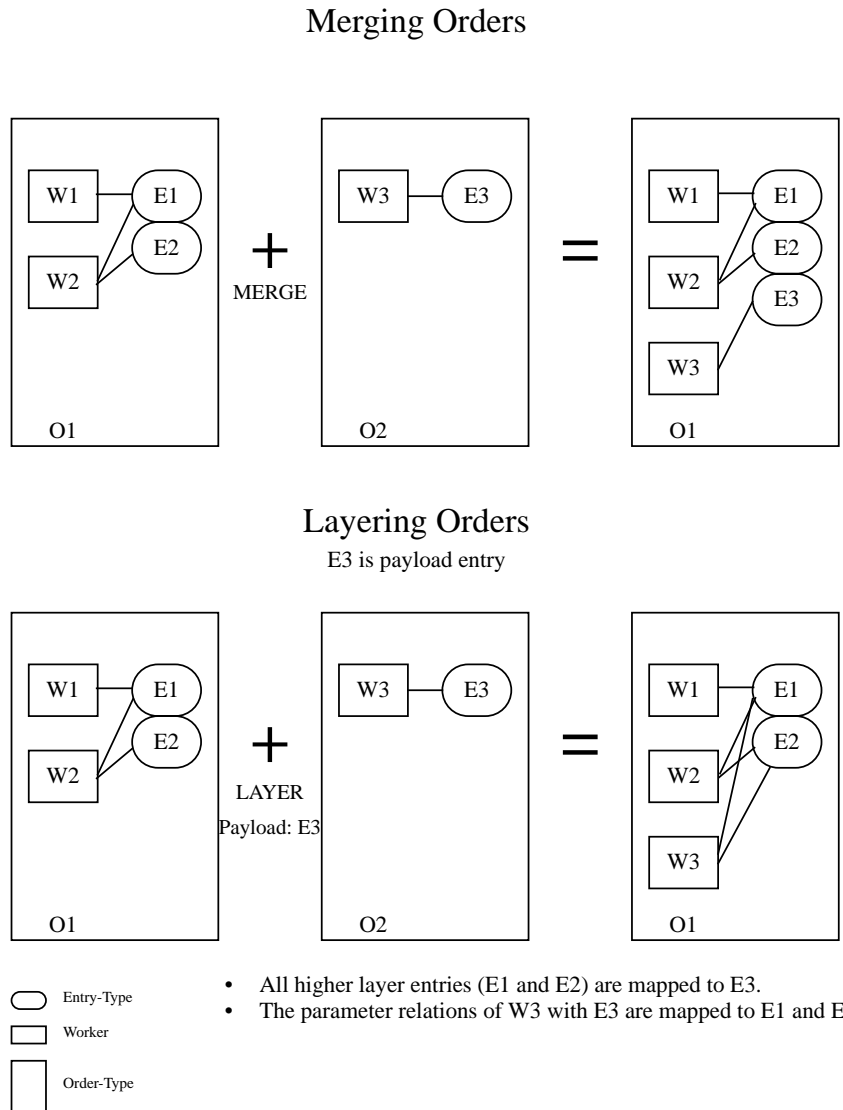 Merging Orders
W1 E1
E2
W2
O1
+
MERGE
W3 E3
O2
=
W1 E1
E2
W2
E3
W3
O1
Layering Orders
E3 is payload entry
W1 E1
E2
W2
O1
+
LAYER
Payload: E3
W3 E3
O2
=
W1 E1
E2
W2
W3
O1
Entry-Type
Worker
Order-Type
• All higher layer entries (E1 and E2) are mapped to E3.
• The parameter relations of W3 with E3 are mapped to E1 and E